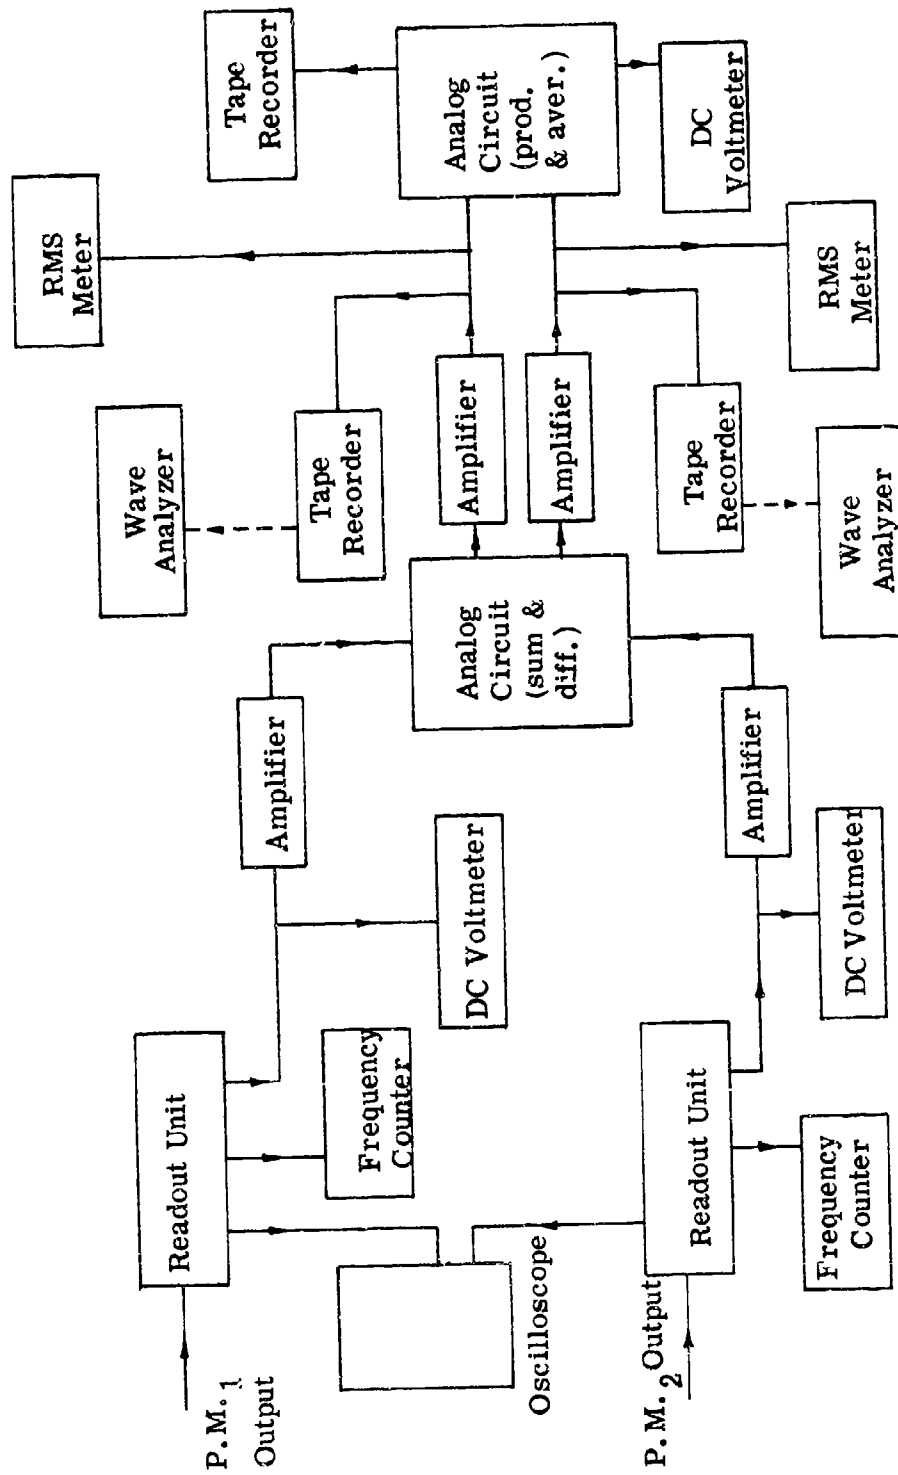 P.M.1
Output
Readout Unit
Frequency
Counter
DC Voltmeter
Amplifier
Oscilloscope
P.M.2 Output
Readout Unit
Frequency
Counter
DC Voltmeter
Amplifier
Analog
Circuit
(sum &
diff.)
Amplifier
Amplifier
Wave
Analyzer
Tape
Recorder
RMS
Meter
Tape
Recorder
Wave
Analyzer
RMS
Meter
Analog
Circuit
(prod.
& aver.)
Tape
Recorder
DC
Voltmeter